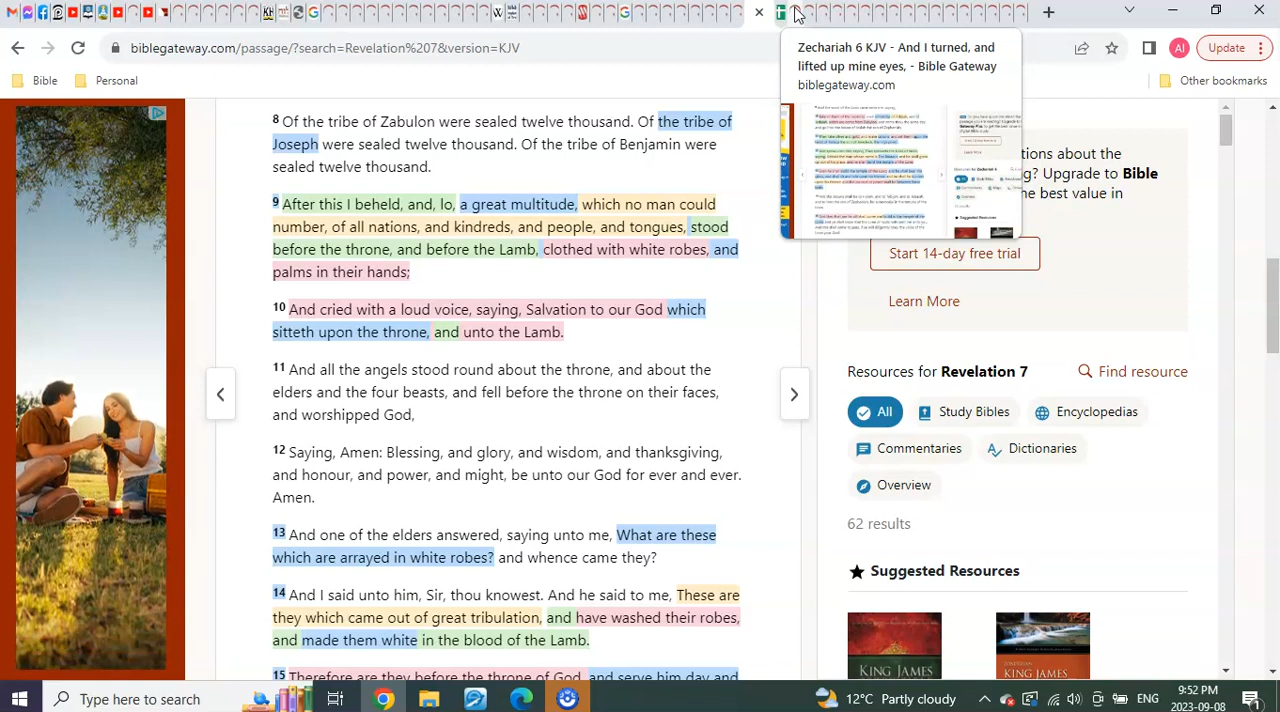 biblegateway.com/passage/?search=Revelation%207&version=KJV
AI
Update
Bible
Personal
Other bookmarks
Zechariah 6 KJV - And I turned, and
lifted up mine eyes, - Bible Gateway
biblegateway.com
8 Of the tribe of Zabulon were sealed twelve thousand. Of the tribe of
Joseph were sealed twelve thousand. Of the tribe of Benjamin were
9 After this I beheld, and, lo, a great multitude, which no man could
people, and tongues, stood
the throne, and before the Lamb, clothed with white robes, and
palms in their hands;
10 And cried with a loud voice, saying, Salvation to our God which
sitteth upon the throne, and unto the Lamb.
11 And all the angels stood round about the throne, and about the
elders and the four beasts, and fell before the throne on their faces,
and worshipped God,
12 Saying, Amen: Blessing, and glory, and wisdom, and thanksgiving,
and honour, and power, and might, be unto our God for ever and ever.
Amen.
13 And one of the elders answered, saying unto me, What are these
which are arrayed in white robes? and whence came they?
14 And I said unto him, Sir, thou knowest. And he said to me, These are
they which came out of great tribulation, and have washed their robes,
and made them white in the blood of the Lamb.
15 Therefore are they before the throne of God, and serve him day and
about the
Upgrade to Bible
the best value in
Start 14-day free trial
Learn More
Resources for Revelation 7
Find resource
All
Study Bibles
Encyclopedias
Commentaries
Dictionaries
Overview
62 results
Suggested Resources
KING JAMES
KING JAMES
Type here to search
12°C Partly cloudy
ENG
9:52 PM
2023-09-08
1